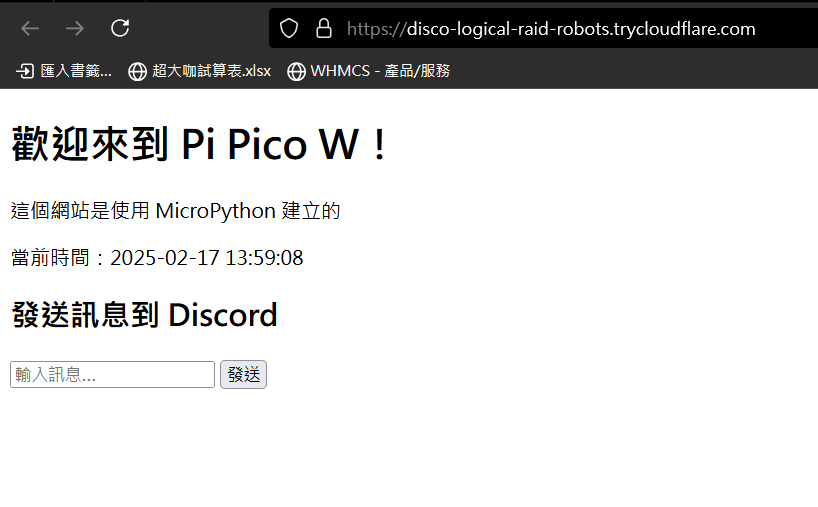 https://disco-logical-raid-robots.trycloudflare.com
匯入書籤... 超大咖試算表.xlsx WHMCS - 產品/服務
歡迎來到 Pi Pico W！
這個網站是使用 MicroPython 建立的
當前時間：2025-02-17 13:59:08
發送訊息到 Discord
輸入訊息... 發送